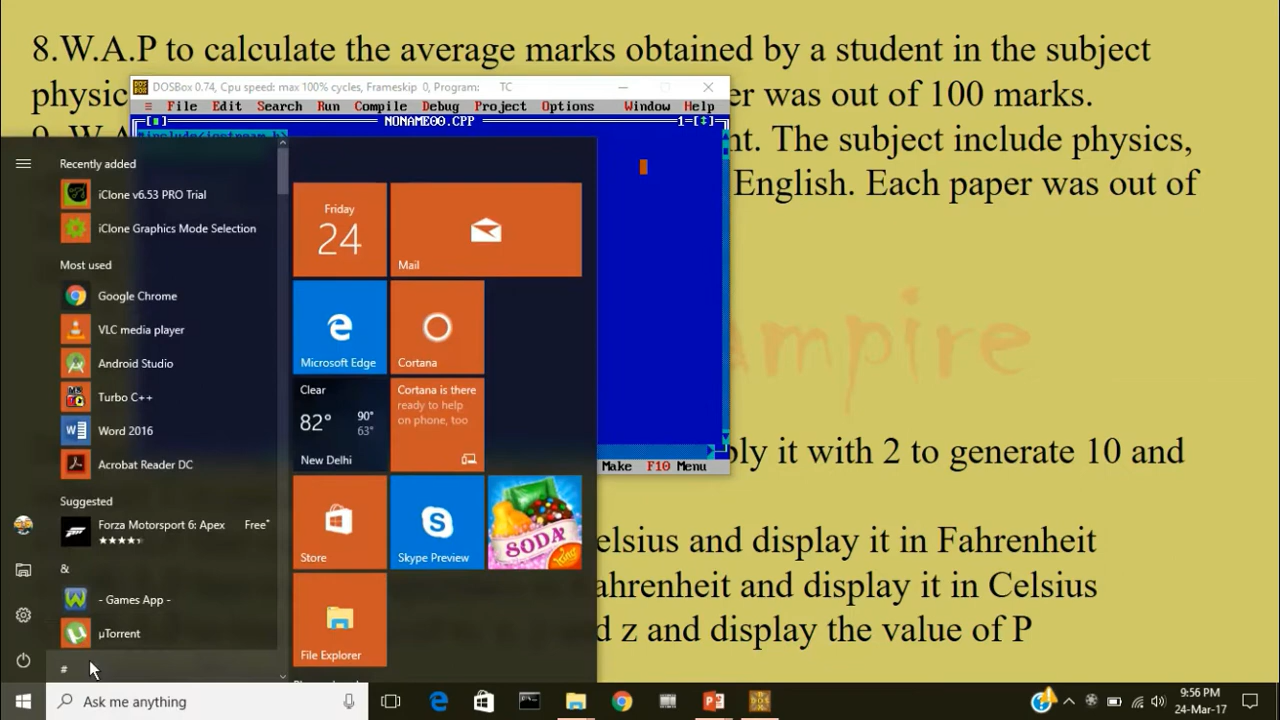 8.W.A.P to calculate the average marks obtained by a student in the subject
physic
er was out of 100 marks.
nt. The subject include physics,
English. Each paper was out of
ampire
ply it with 2 to generate 10 and
elsius and display it in Fahrenheit
ahrenheit and display it in Celsius
d z and display the value of P
DOSBox 0.74, Cpu speed: max 100% cycles, Frameskip 0, Program: TC
File Edit Search Run Compile Debug Project Options Window Help
NONAME00.CPP 1=[↕]
Make F10 Menu
Recently added
iClone v6.53 PRO Trial
iClone Graphics Mode Selection
Most used
Google Chrome
VLC media player
Android Studio
Turbo C++
Word 2016
Acrobat Reader DC
Suggested
Forza Motorsport 6: Apex Free*
&
- Games App -
µTorrent
#
Friday
24
Mail
Microsoft Edge
Cortana
Clear
82° 90°
63°
New Delhi
Cortana is there
ready to help
on phone, too
Store
Skype Preview
SODA
King
File Explorer
Ask me anything
9:56 PM
24-Mar-17